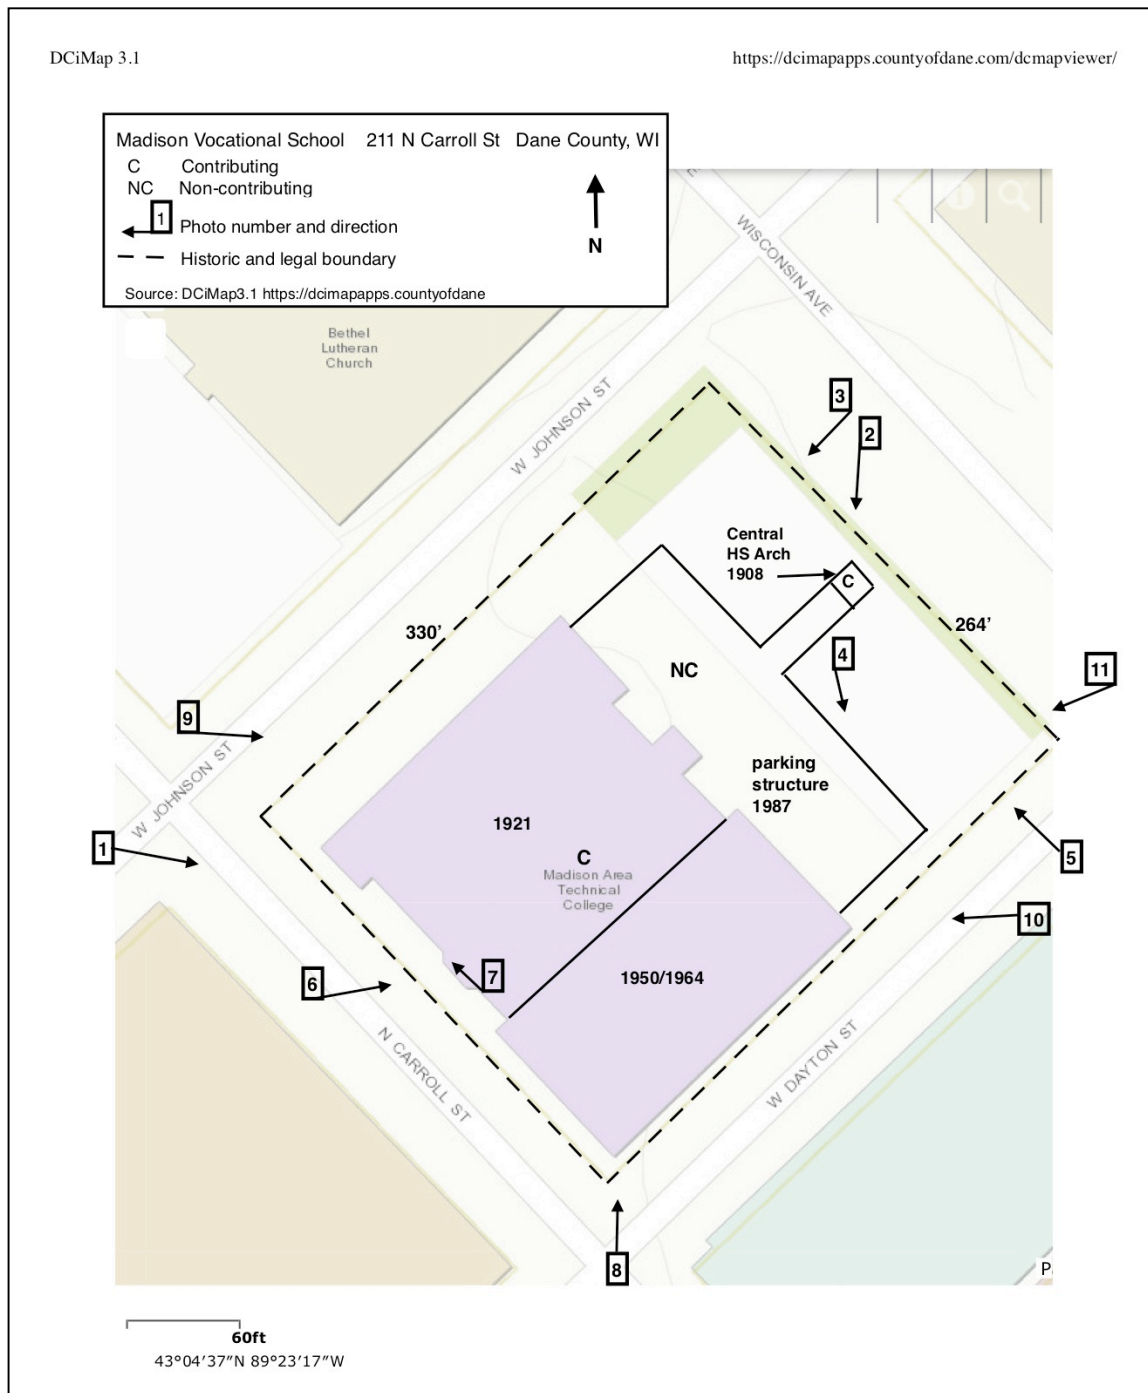 DCiMap 3.1
https://dcimapapps.countyofdane.com/dcmapviewer/
Madison Vocational School 211 N Carroll St Dane County, WI
C Contributing
NC Non-contributing
1 Photo number and direction
Historic and legal boundary
N
Source: DCiMap3.1 https://dcimapapps.countyofdane
E
WISCONSIN AVE
Bethel
Lutheran
Church
W JOHNSON ST
3
2
Central
HS Arch
1908
C
330'
264'
4
11
NC
9
parking
structure
1987
W JOHNSON ST
1
1921
C
Madison Area
Technical
College
5
10
7
6
1950/1964
N CARROLL ST
W DAYTON ST
8
60ft
43°04'37"N 89°23'17"W